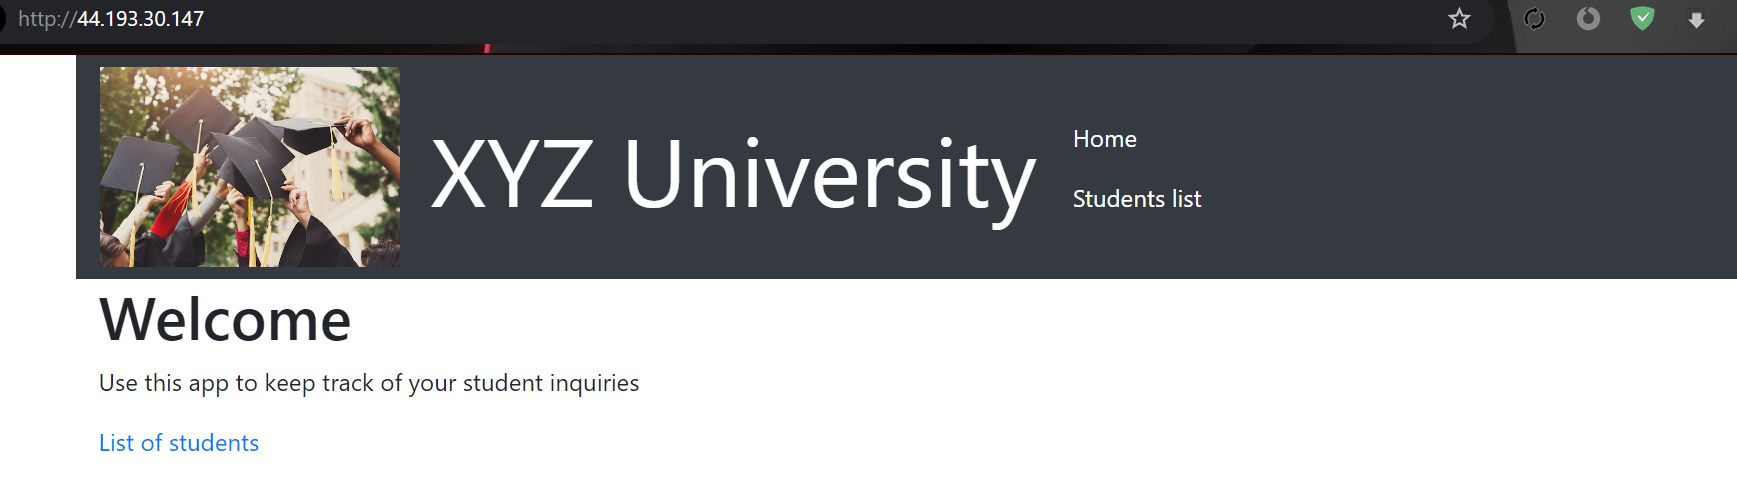 http://44.193.30.147
XYZ University
Home
Students list
Welcome
Use this app to keep track of your student inquiries
List of students